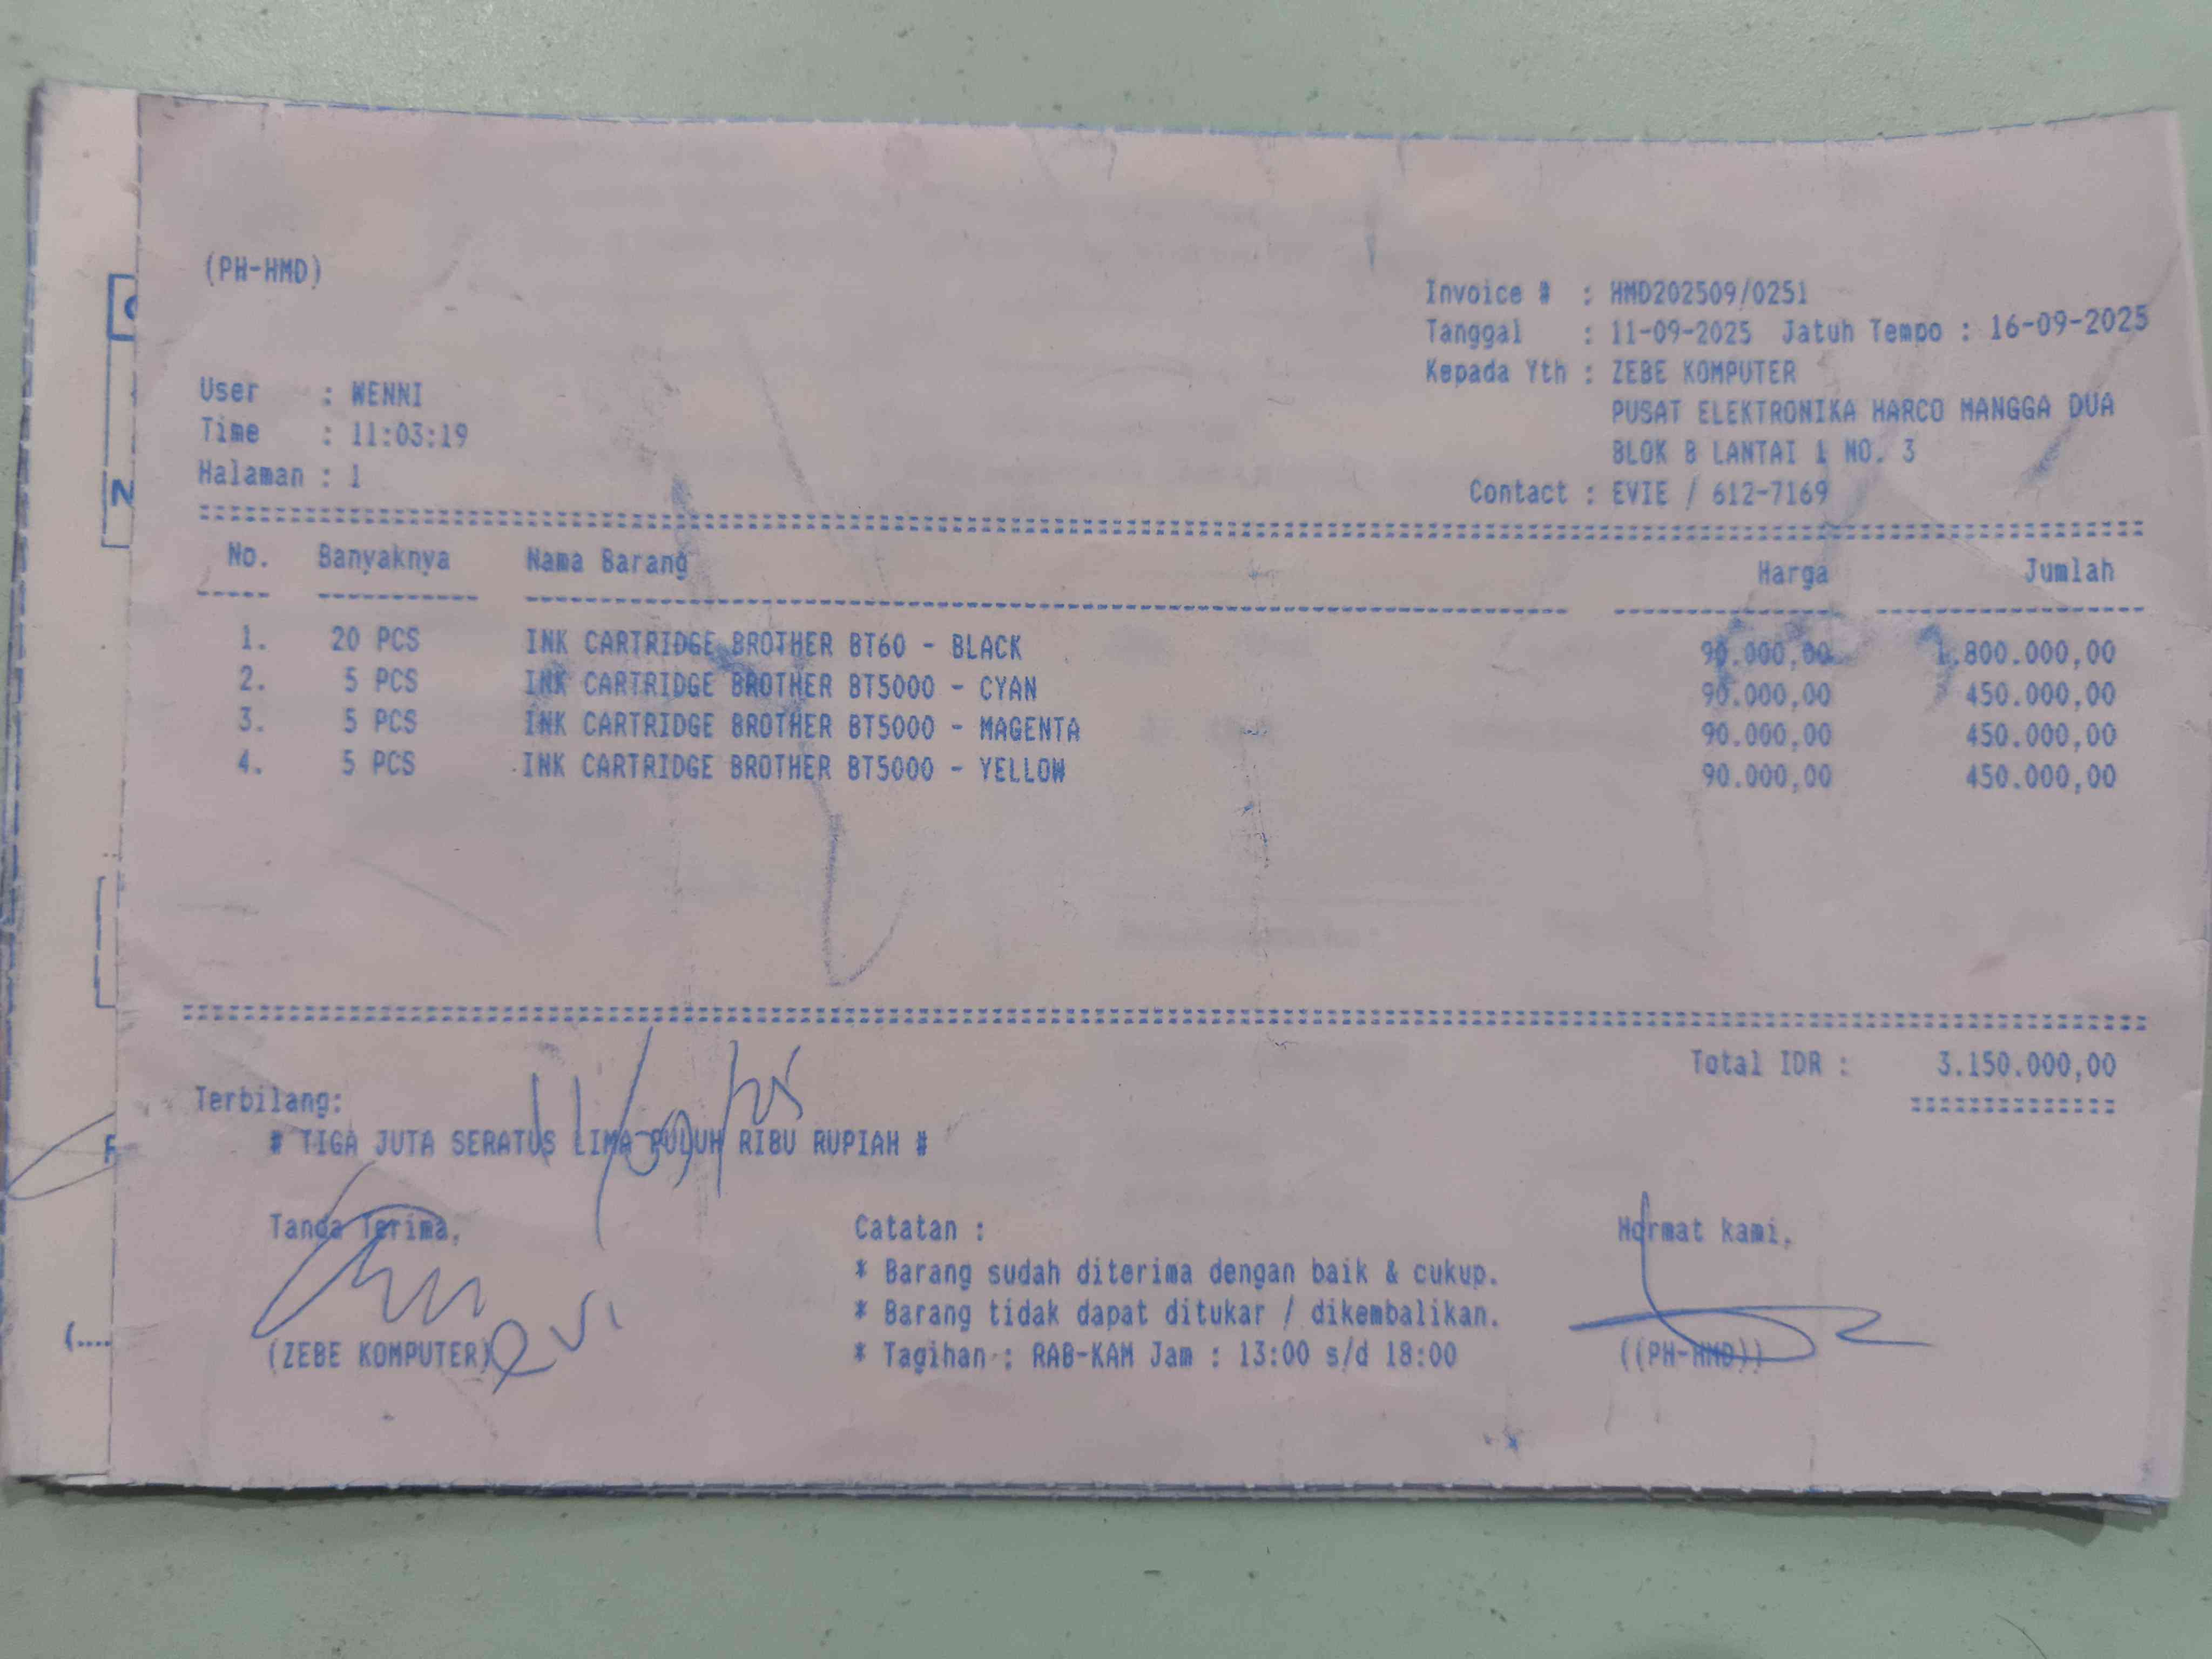 (PH-HMD)
Invoice # : HMD202509/0251
Tanggal : 11-09-2025 Jatuh Tempo : 16-09-2025
Kepada Yth : ZEBE KOMPUTER
PUSAT ELEKTRONIKA HARCO MANGGA DUA
BLOK B LANTAI 1 NO. 3
Contact : EVIE / 612-7169
User : WENNI
Time : 11:03:19
Halaman : 1
No. Banyaknya Nama Barang Harga Jumlah
1. 20 PCS INK CARTRIDGE BROTHER BT60 - BLACK 90.000,00 1.800.000,00
2. 5 PCS INK CARTRIDGE BROTHER BT5000 - CYAN 90.000,00 450.000,00
3. 5 PCS INK CARTRIDGE BROTHER BT5000 - MAGENTA 90.000,00 450.000,00
4. 5 PCS INK CARTRIDGE BROTHER BT5000 - YELLOW 90.000,00 450.000,00
Total IDR : 3.150.000,00
Terbilang:
# TIGA JUTA SERATUS LIMA PULUH RIBU RUPIAH #
Tanda Terima,
(ZEBE KOMPUTER)
Catatan :
* Barang sudah diterima dengan baik & cukup.
* Barang tidak dapat ditukar / dikembalikan.
* Tagihan : RAB-KAM Jam : 13:00 s/d 18:00
Hormat kami,
((PH-HMD))